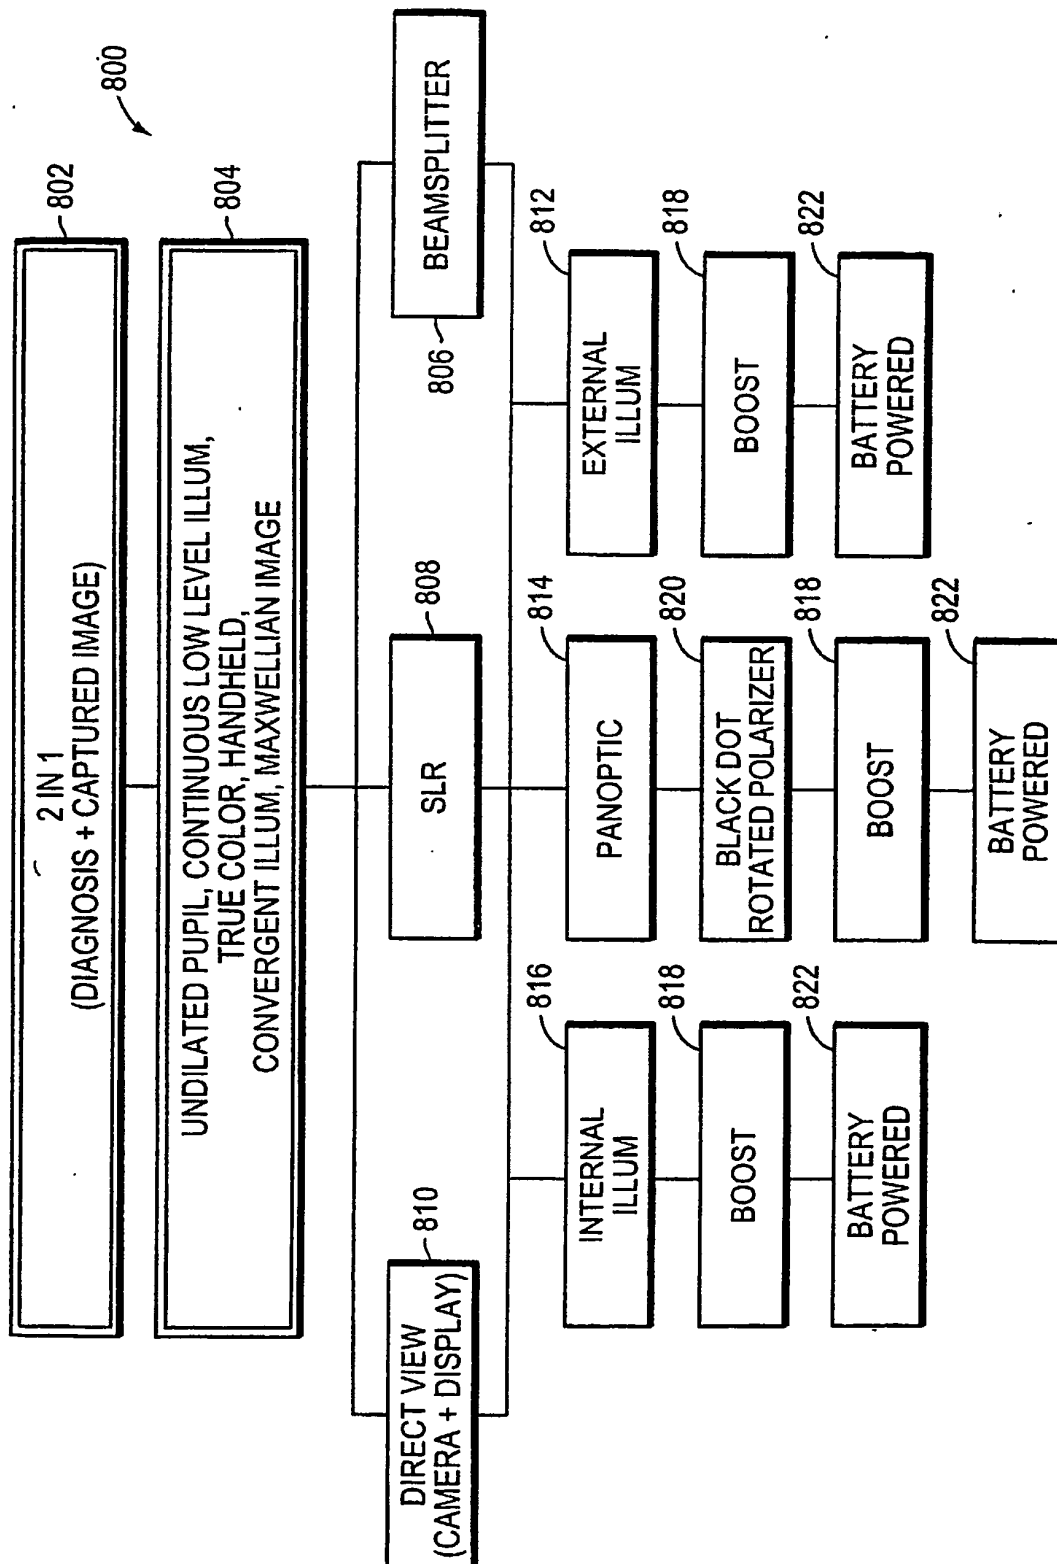 800
802
2 IN 1
(DIAGNOSIS + CAPTURED IMAGE)
804
UNDILATED PUPIL, CONTINUOUS LOW LEVEL ILLUM,
TRUE COLOR, HANDHELD,
CONVERGENT ILLUM, MAXWELLIAN IMAGE
810
DIRECT VIEW
(CAMERA + DISPLAY)
808
SLR
806
BEAMSPLITTER
816
INTERNAL
ILLUM
814
PANOPTIC
812
EXTERNAL
ILLUM
818
BOOST
820
BLACK DOT
ROTATED POLARIZER
818
BOOST
822
BATTERY
POWERED
818
BOOST
822
BATTERY
POWERED
822
BATTERY
POWERED